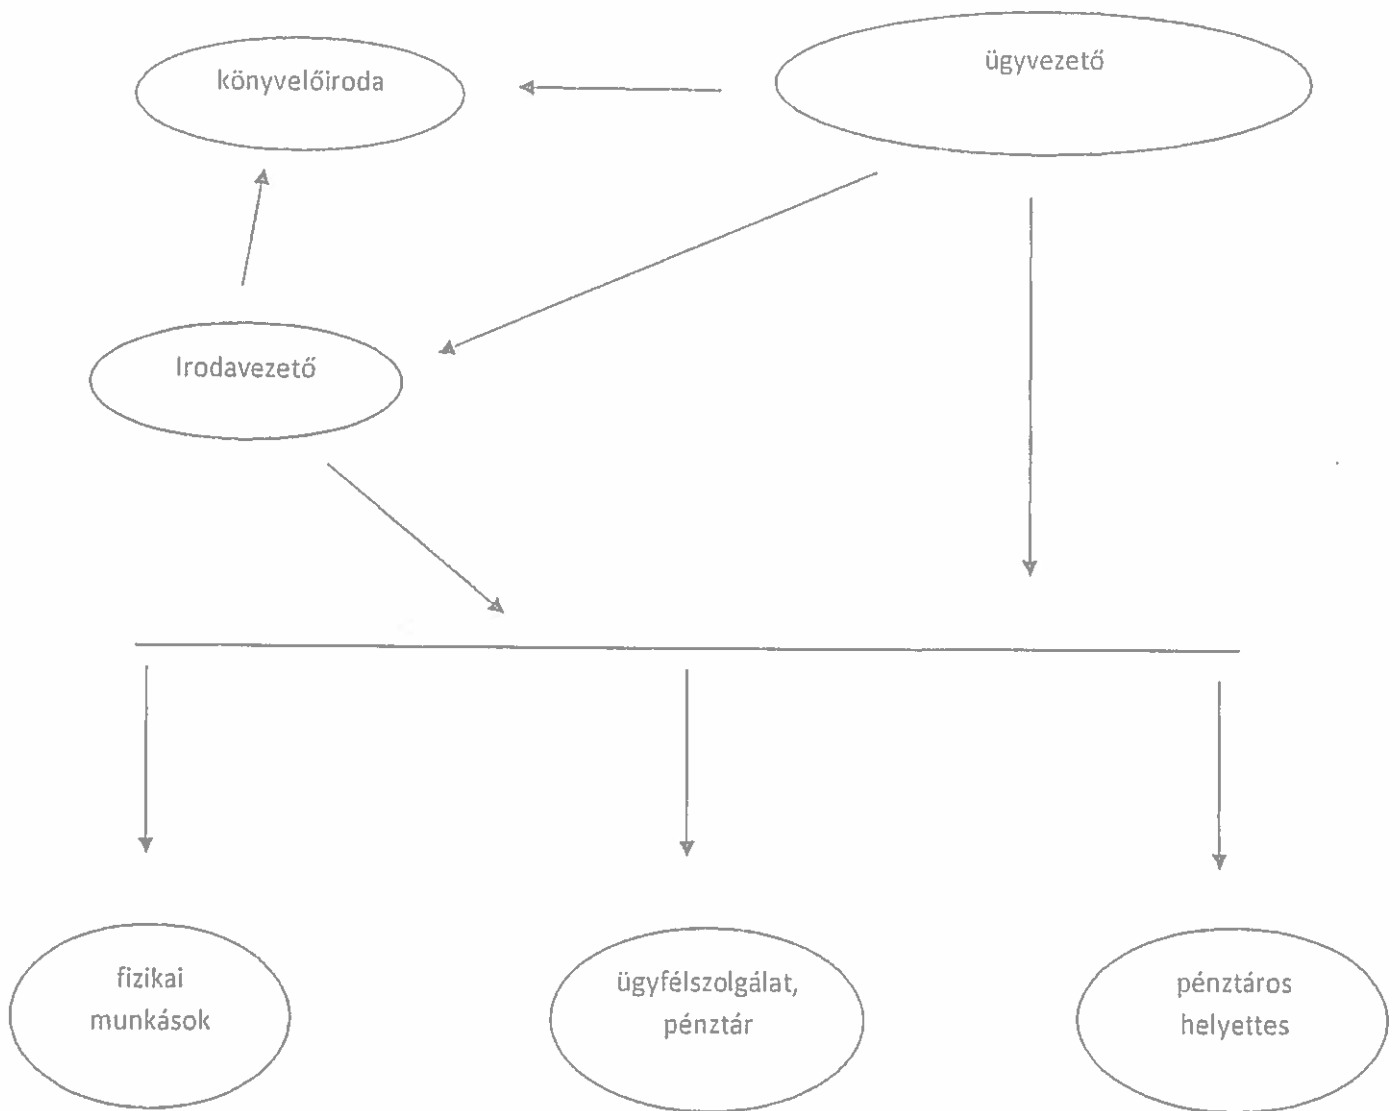 ügyvezető
könyvelőiroda
Irodavezető
fizikai
munkások
ügyfélszolgálat,
pénztár
pénztáros
helyettes